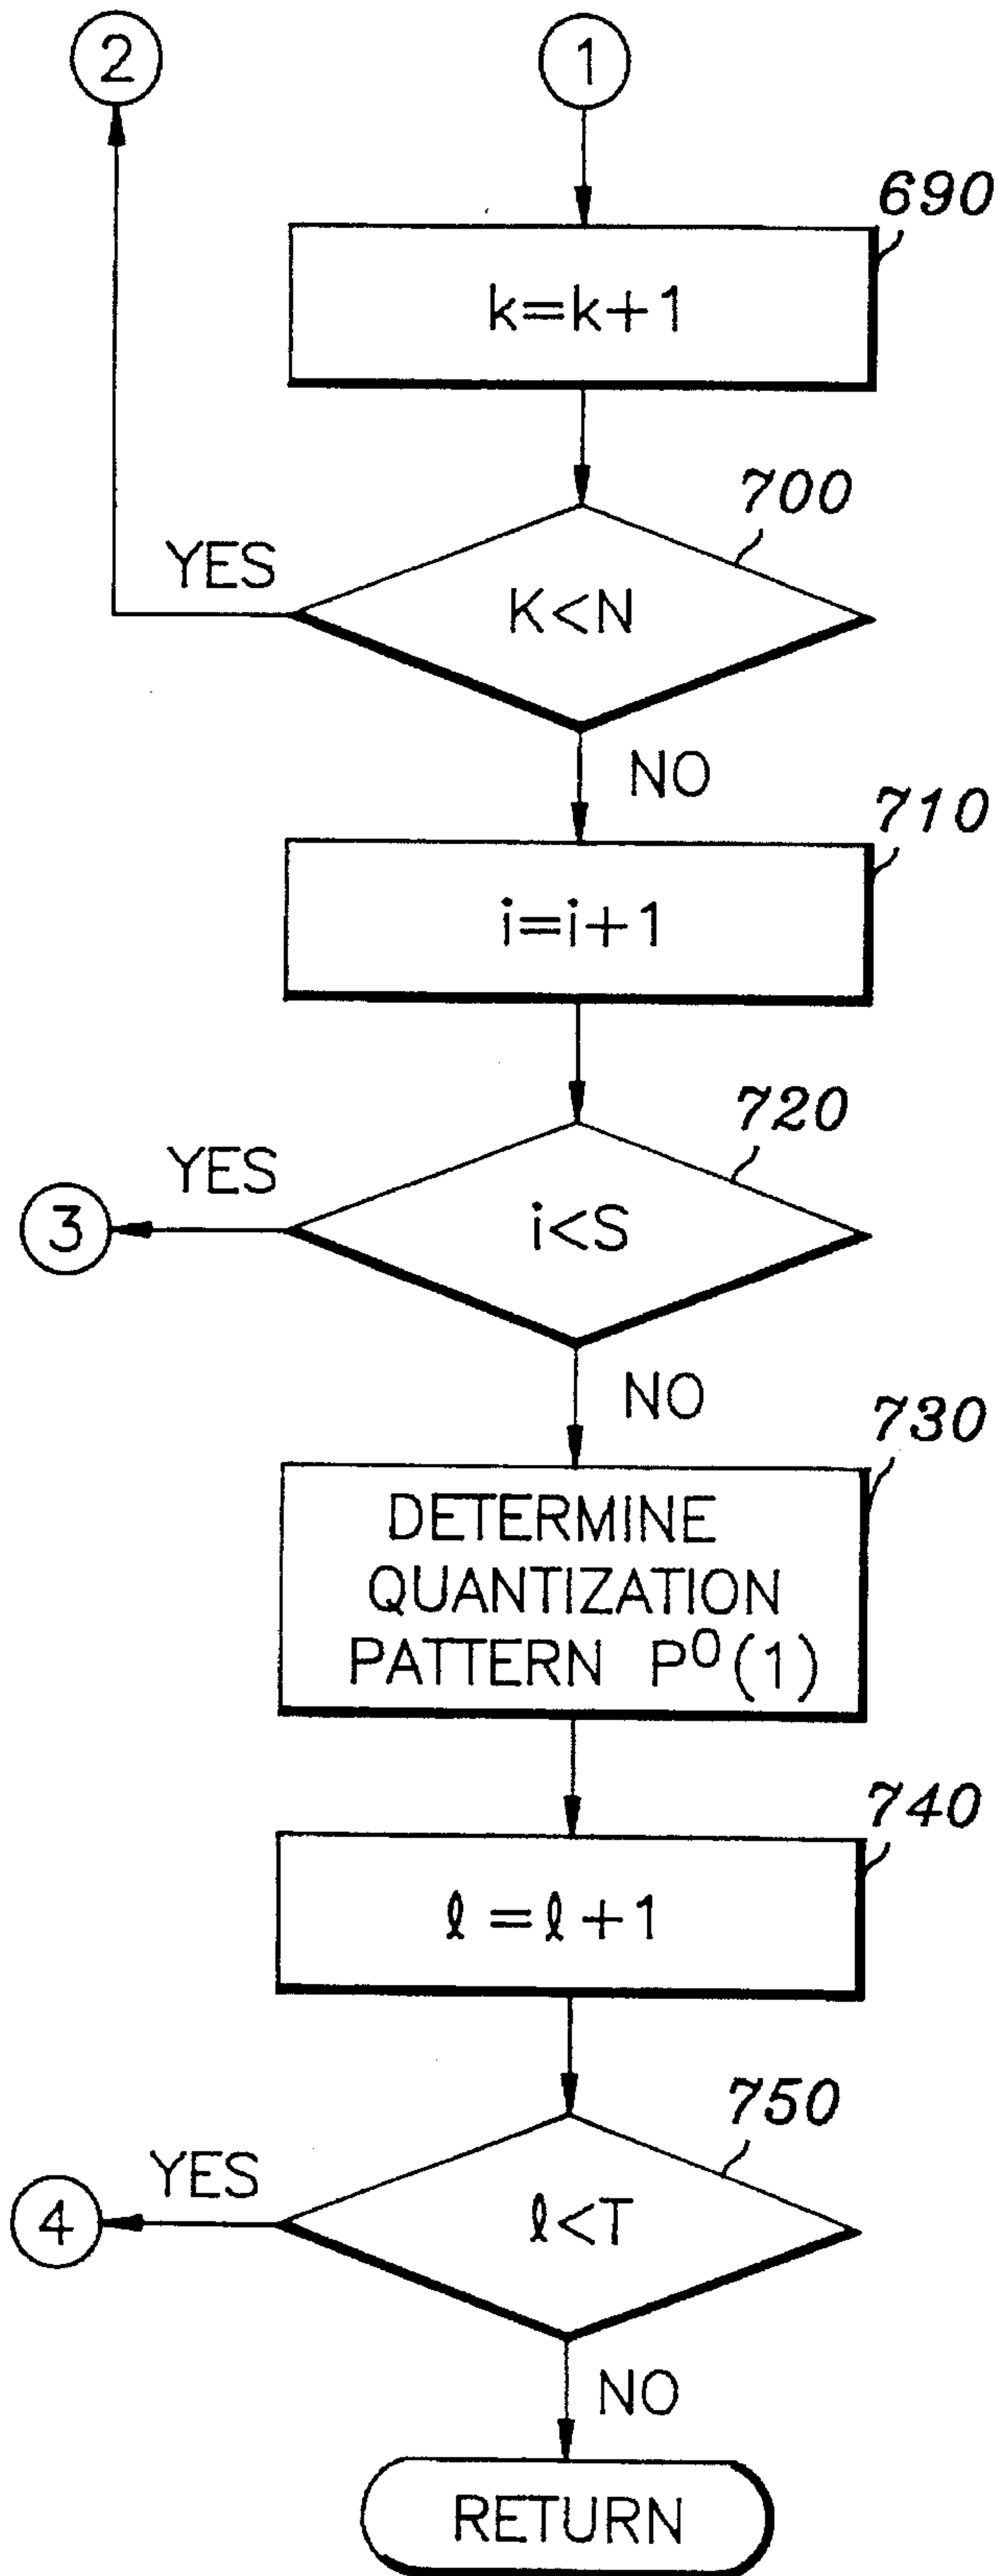 2
1
690
k=k+1
700
YES
K<N
NO
710
i=i+1
720
YES
3
i<S
NO
730
DETERMINE
QUANTIZATION
PATTERN P⁰(1)
740
ℓ=ℓ+1
750
YES
4
ℓ<T
NO
RETURN